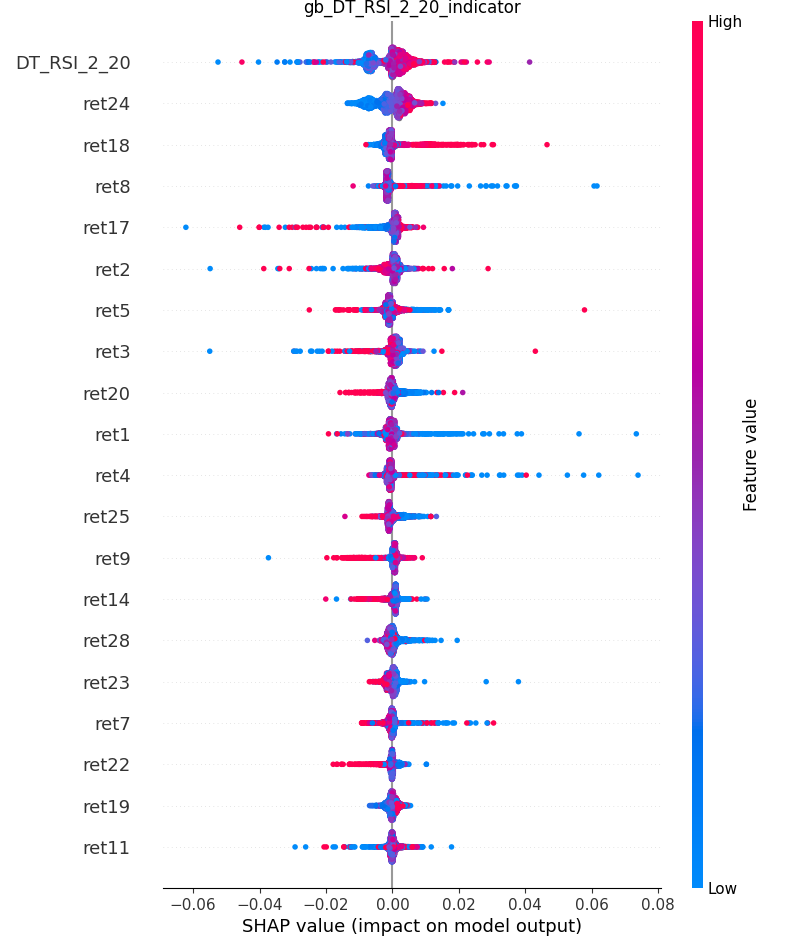 gb_DT_RSI_2_20_indicator
High
DT_RSI_2_20
ret24
ret18
ret8
ret17
ret2
ret5
ret3
ret20
ret1
ret4
ret25
ret9
ret14
ret28
ret23
ret7
ret22
ret19
ret11
Feature value
Low
−0.06 −0.04 −0.02 0.00 0.02 0.04 0.06 0.08
SHAP value (impact on model output)